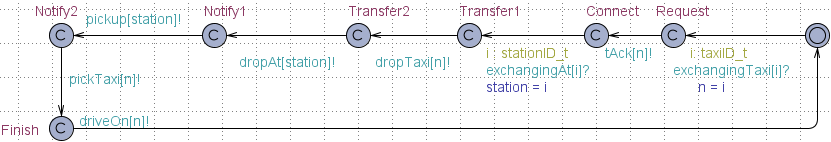 Notify2
pickup[station]!
Notify1
Transfer2
Transfer1
Connect
Request
C
C
C
C
C
C
dropAt[station]!
dropTaxi[n]!
i : stationID_t
exchangingAt[i]?
station = i
tAck[n]!
i: taxiID_t
exchangingTaxi[i]?
n = i
pickTaxi[n]!
Finish
C
driveOn[n]!